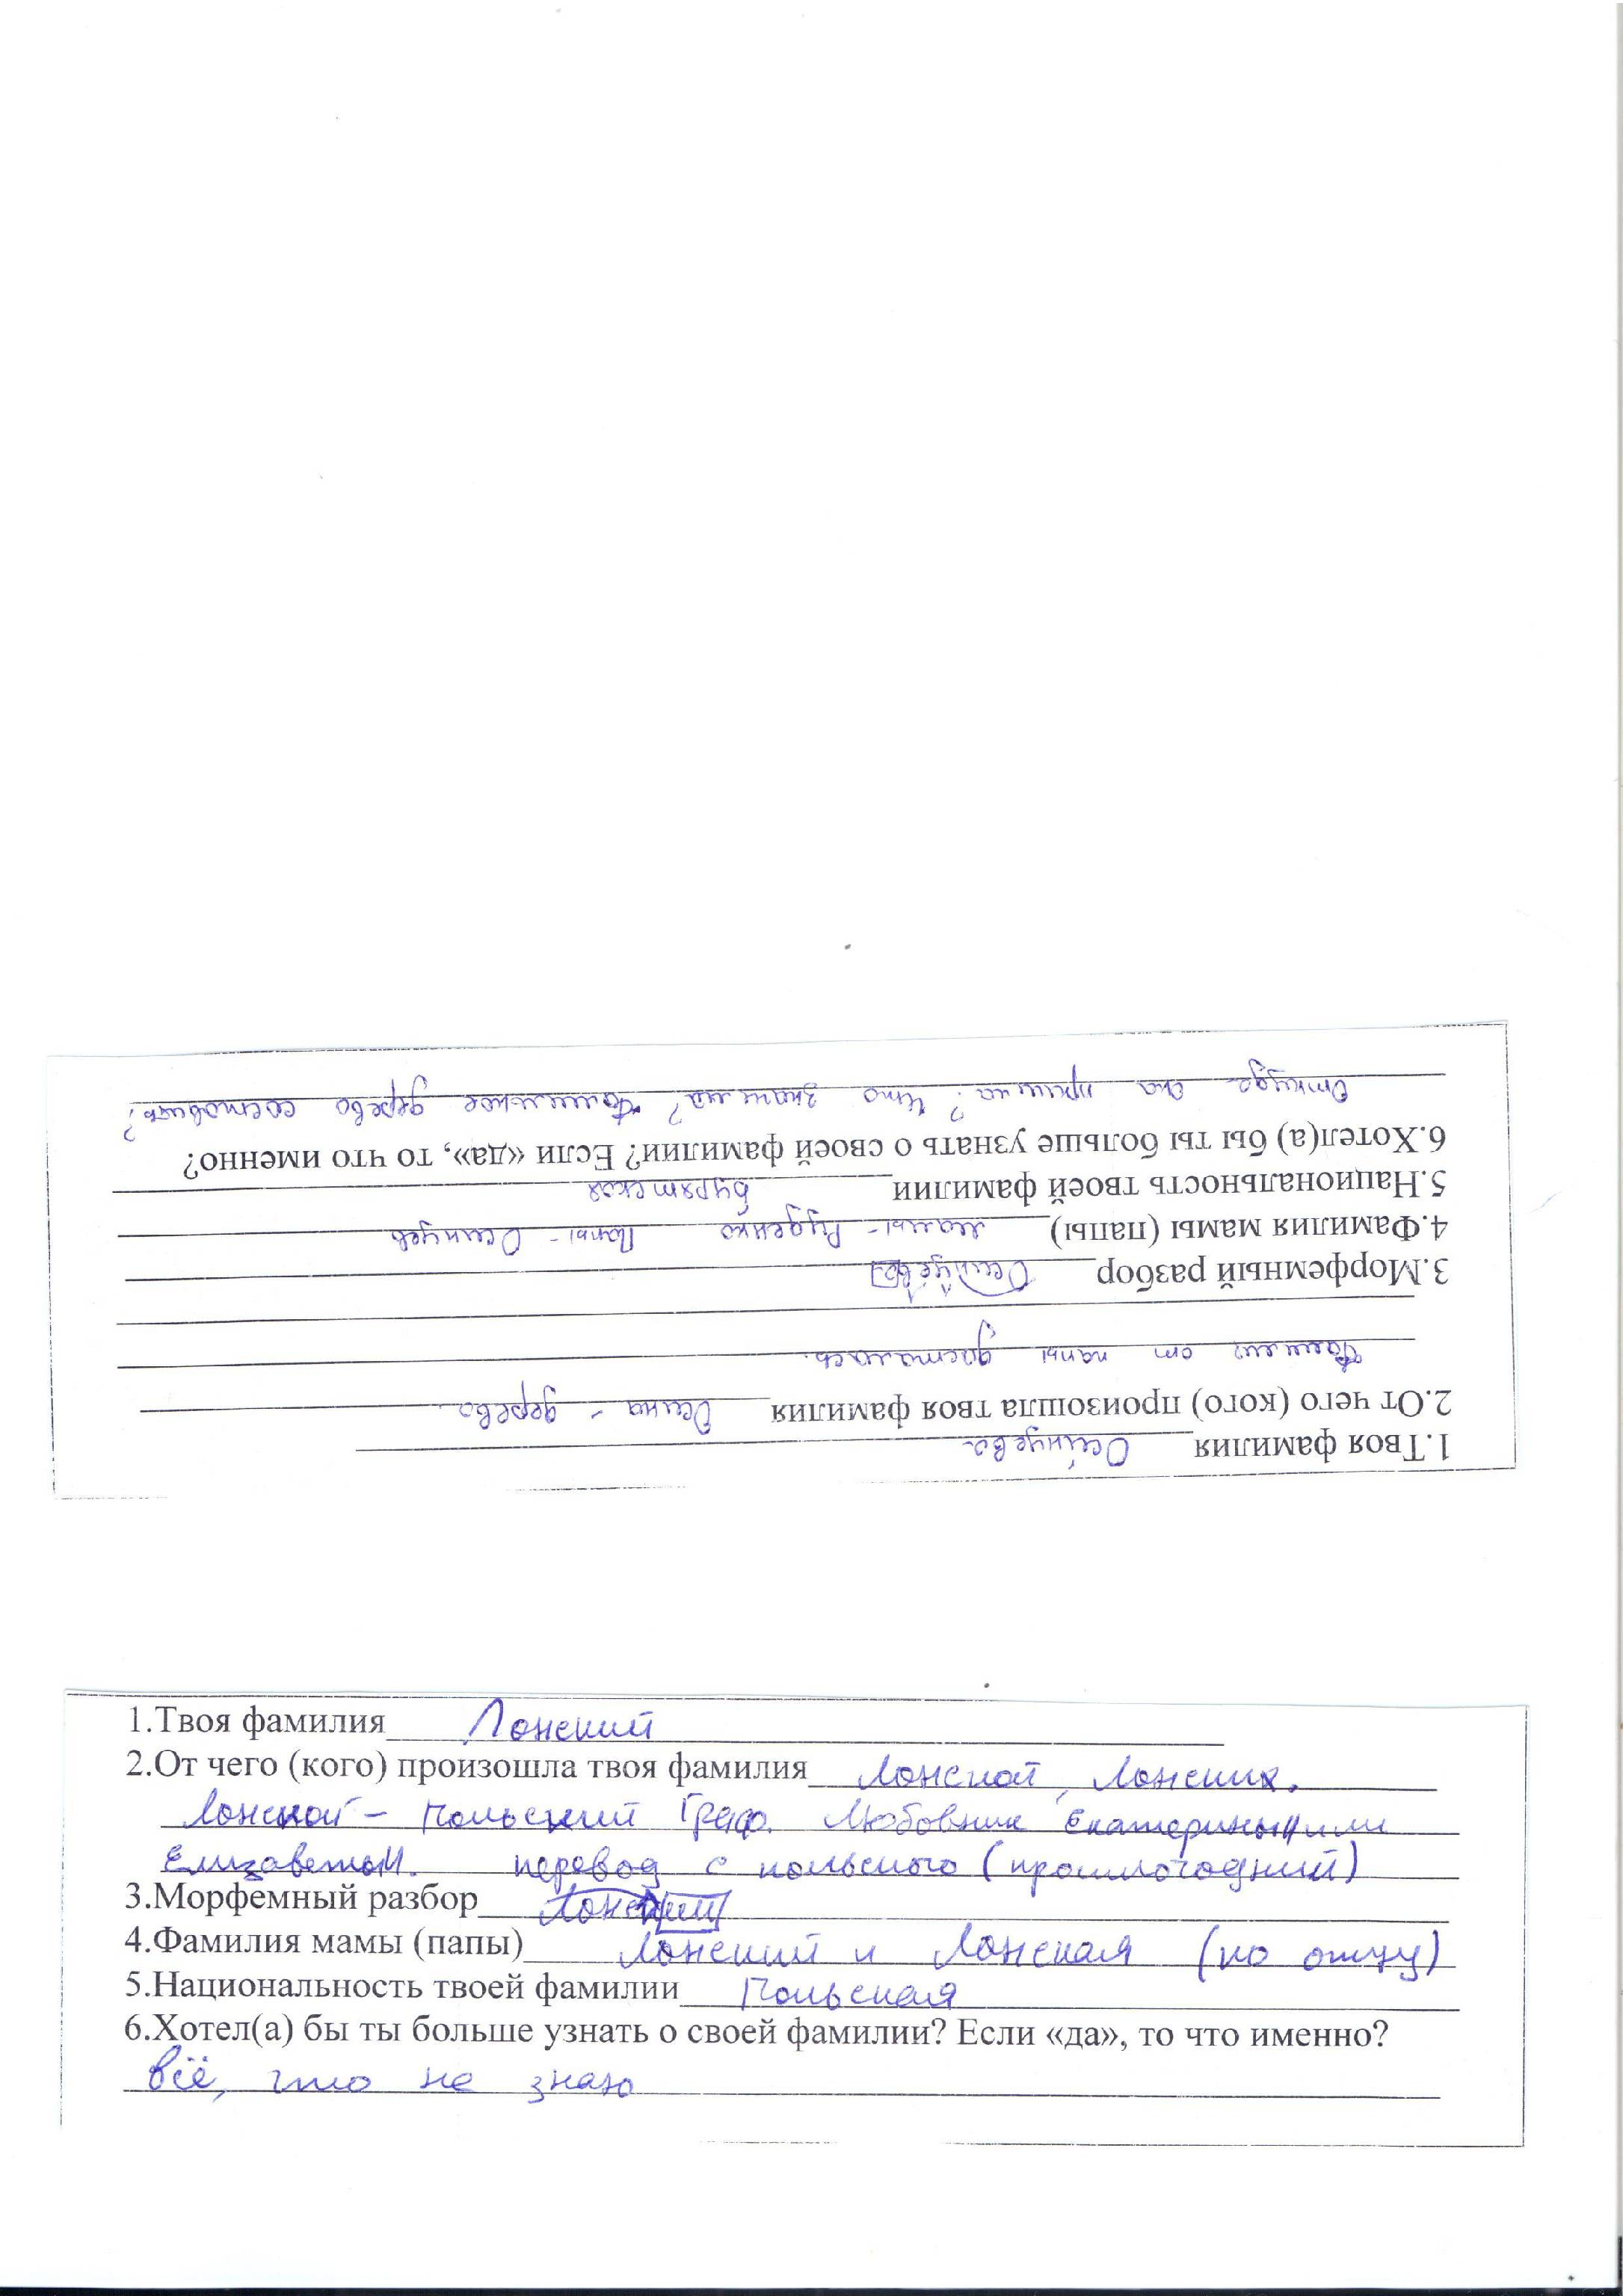 1.Твоя фамилия Осинцева
2.От чего (кого) произошла твоя фамилия Осина - дерево.
Фамилия от папы досталась.
3.Морфемный разбор Осинцева
4.Фамилия мамы (папы) мамы - Руденко Папы - Осинцев
5.Национальность твоей фамилии бурятская
6.Хотел(а) бы ты больше узнать о своей фамилии? Если «да», то что именно?
Откуда она пришла? Что значила? Фамильное дерево составить?
1.Твоя фамилия Лонский
2.От чего (кого) произошла твоя фамилия Лонской, Лонских.
Лонской - Польский Граф. Любовник Екатерины II или
Елизаветы II. перевод с польского (прошлогодний)
3.Морфемный разбор Лонский
4.Фамилия мамы (папы) Лонский и Лонская (по отцу)
5.Национальность твоей фамилии Польская
6.Хотел(а) бы ты больше узнать о своей фамилии? Если «да», то что именно?
всё, что не знаю